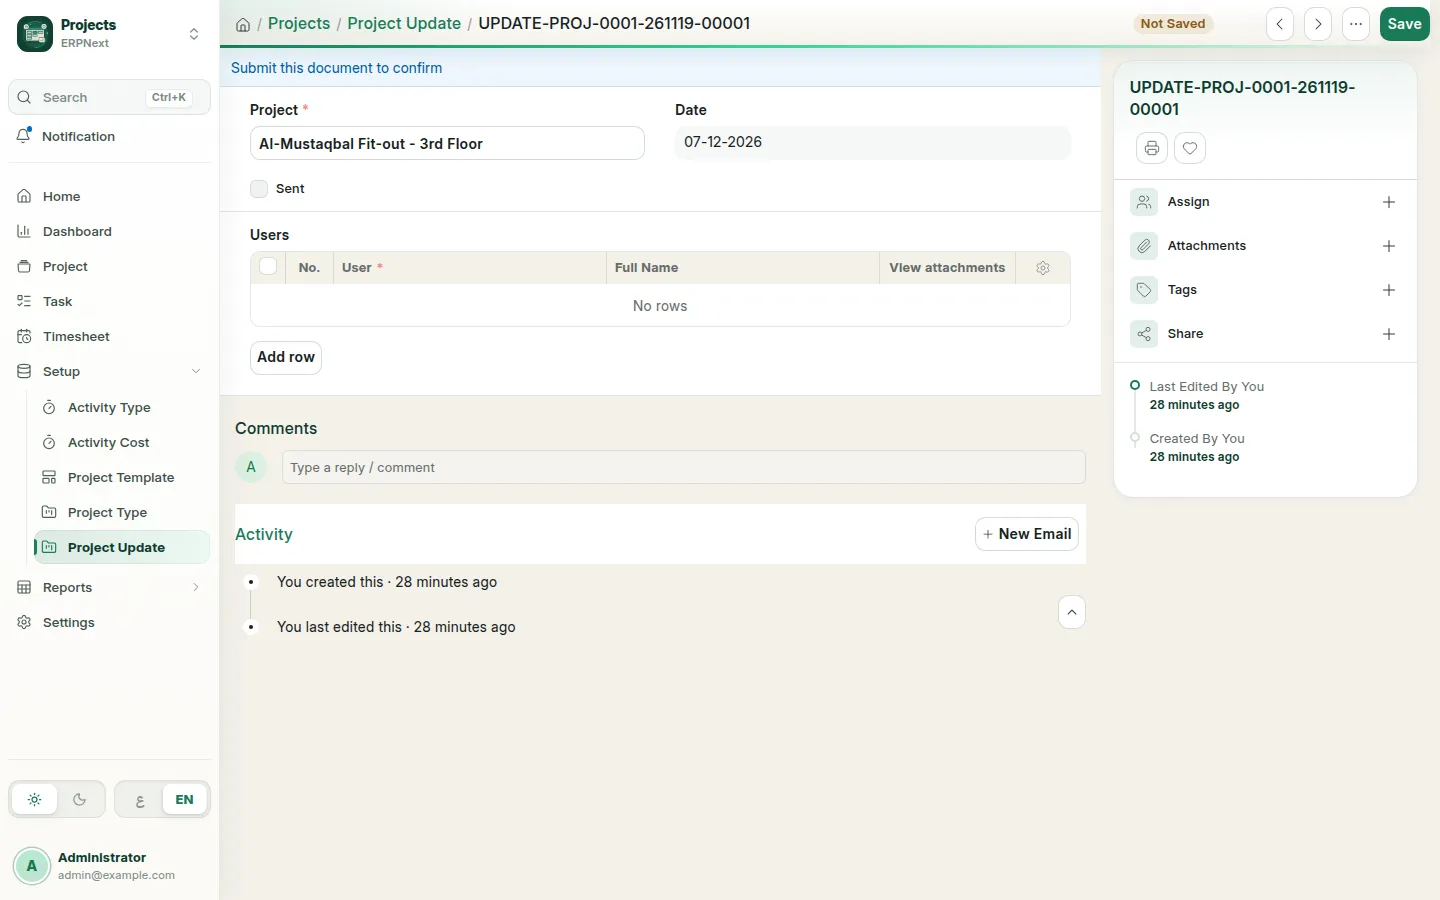 Projects
ERPNext
Search
Ctrl+K
Notification
Home
Dashboard
Project
Task
Timesheet
Setup
Activity Type
Activity Cost
Project Template
Project Type
Project Update
Reports
Settings
ع
EN
A
Administrator
admin@example.com
/ Projects / Project Update / UPDATE-PROJ-0001-261119-00001
Not Saved
Save
Submit this document to confirm
Project *
Date
Al-Mustaqbal Fit-out - 3rd Floor
07-12-2026
Sent
Users
No.
User *
Full Name
View attachments
No rows
Add row
Comments
A
Type a reply / comment
Activity
+ New Email
You created this · 28 minutes ago
You last edited this · 28 minutes ago
UPDATE-PROJ-0001-261119-
00001
Assign
Attachments
Tags
Share
Last Edited By You
28 minutes ago
Created By You
28 minutes ago